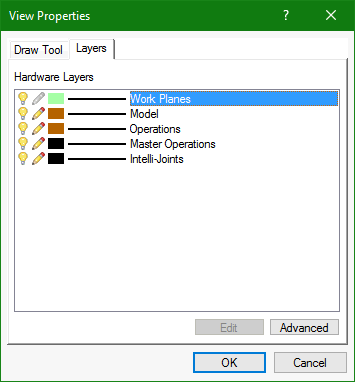 View Properties
?
Draw Tool
Layers
Hardware Layers
Work Planes
Model
Operations
Master Operations
Intelli-Joints
Edit
Advanced
OK
Cancel